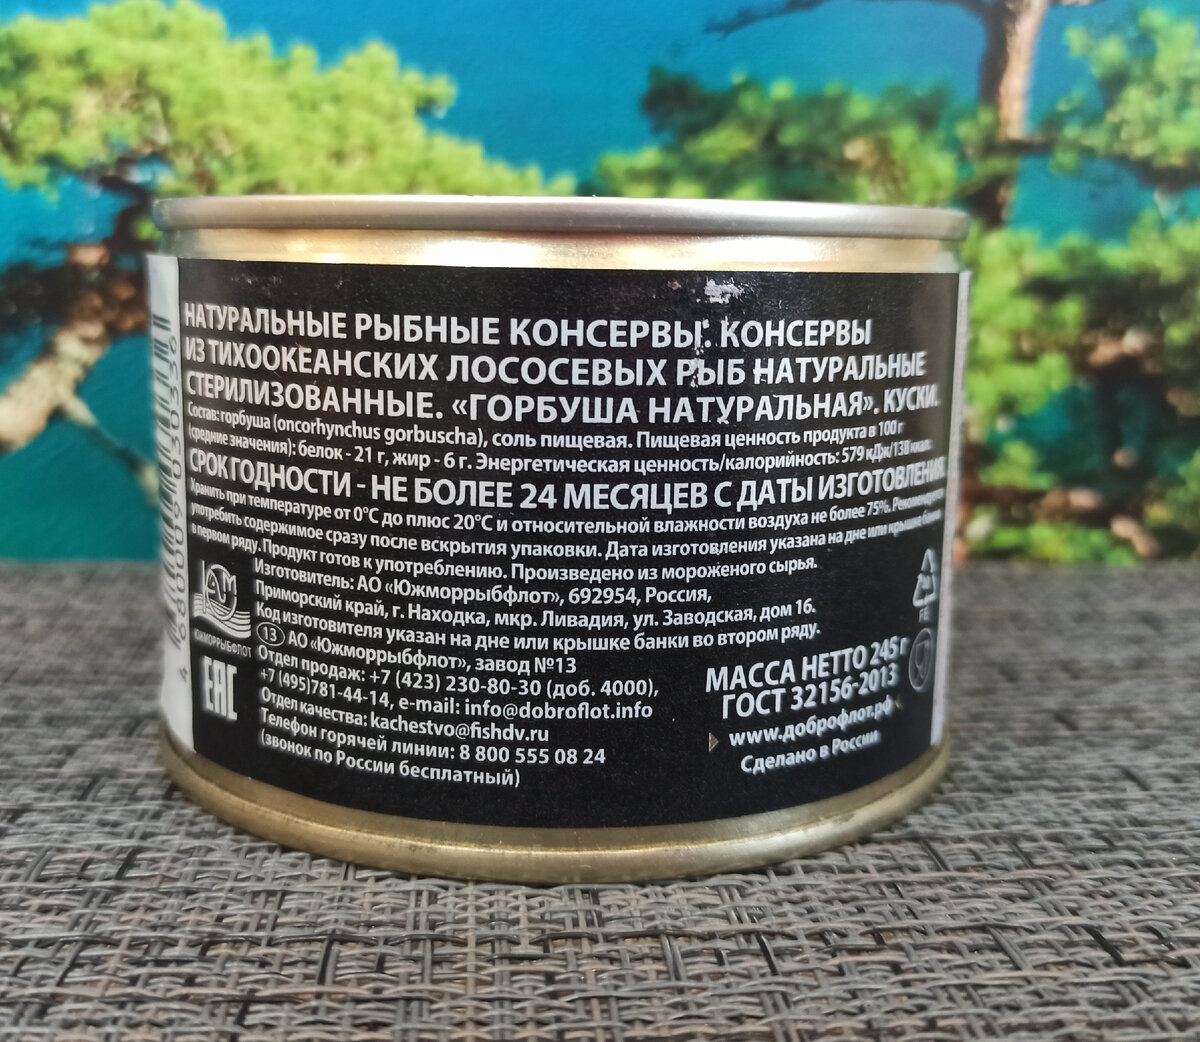 НАТУРАЛЬНЫЕ РЫБНЫЕ КОНСЕРВЫ. КОНСЕРВЫ
ИЗ ТИХООКЕАНСКИХ ЛОСОСЕВЫХ РЫБ НАТУРАЛЬНЫЕ
СТЕРИЛИЗОВАННЫЕ. «ГОРБУША НАТУРАЛЬНАЯ». КУСКИ.
Состав: горбуша (oncorhynchus gorbuscha), соль пищевая. Пищевая ценность продукта в 100 г
(средние значения): белок - 21 г, жир - 6 г. Энергетическая ценность/калорийность: 579 кДж/138 ккал.
СРОК ГОДНОСТИ - НЕ БОЛЕЕ 24 МЕСЯЦЕВ С ДАТЫ ИЗГОТОВЛЕНИЯ.
Хранить при температуре от 0°С до плюс 20°С и относительной влажности воздуха не более 75%. Рекомендуется
употребить содержимое сразу после вскрытия упаковки. Дата изготовления указана на дне или крышке банки
в первом ряду. Продукт готов к употреблению. Произведено из мороженого сырья.
Изготовитель: АО «Южморрыбфлот», 692954, Россия,
Приморский край, г. Находка, мкр. Ливадия, ул. Заводская, дом 16.
Код изготовителя указан на дне или крышке банки во втором ряду.
13 АО «Южморрыбфлот», завод №13
Отдел продаж: +7 (423) 230-80-30 (доб. 4000),
+7 (495)781-44-14, e-mail: info@dobroflot.info
Отдел качества: kachestvo@fishdv.ru
Телефон горячей линии: 8 800 555 08 24
(звонок по России бесплатный)
МАССА НЕТТО 245 г
ГОСТ 32156-2013
www.доброфлот.рф
Сделано в России
ЮЖМОРРЫБФЛОТ
EAC